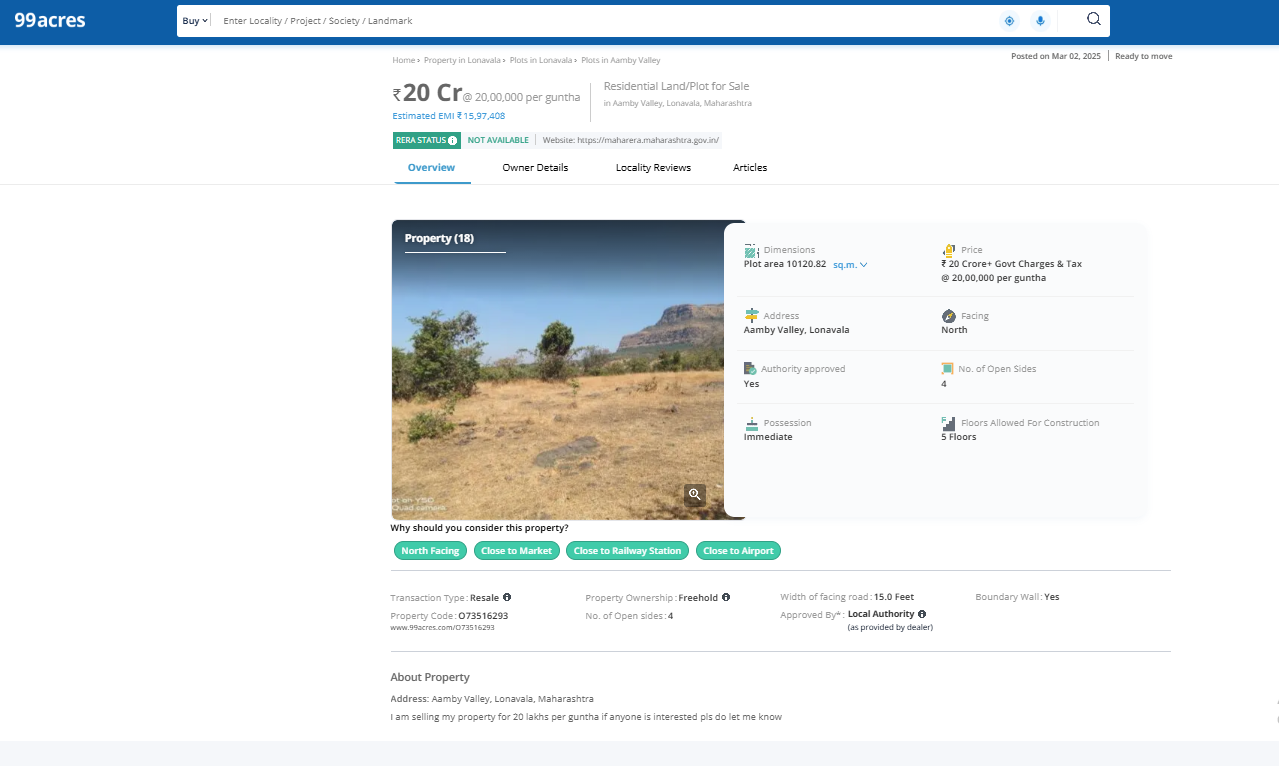 99acres
Buy
Enter Locality / Project / Society / Landmark
Home › Property in Lonavala › Plots in Lonavala › Plots in Aamby Valley
Posted on Mar 02, 2025 | Ready to move
₹20 Cr @ 20,00,000 per guntha
Estimated EMI ₹15,97,408
Residential Land/Plot for Sale
in Aamby Valley, Lonavala, Maharashtra
RERA STATUS NOT AVAILABLE Website: https://maharera.maharashtra.gov.in/
Overview Owner Details Locality Reviews Articles
Property (18)
Dimensions
Plot area 10120.82 sq.m.
Price
₹ 20 Crore+ Govt Charges & Tax
@ 20,00,000 per guntha
Address
Aamby Valley, Lonavala
Facing
North
Authority approved
Yes
No. of Open Sides
4
Possession
Immediate
Floors Allowed For Construction
5 Floors
Quad camera
Why should you consider this property?
North Facing Close to Market Close to Railway Station Close to Airport
Transaction Type : Resale
Property Ownership : Freehold
Width of facing road : 15.0 Feet
Boundary Wall : Yes
Property Code : O73516293
www.99acres.com/O73516293
No. of Open sides : 4
Approved By* : Local Authority
(as provided by dealer)
About Property
Address: Aamby Valley, Lonavala, Maharashtra
I am selling my property for 20 lakhs per guntha if anyone is interested pls do let me know